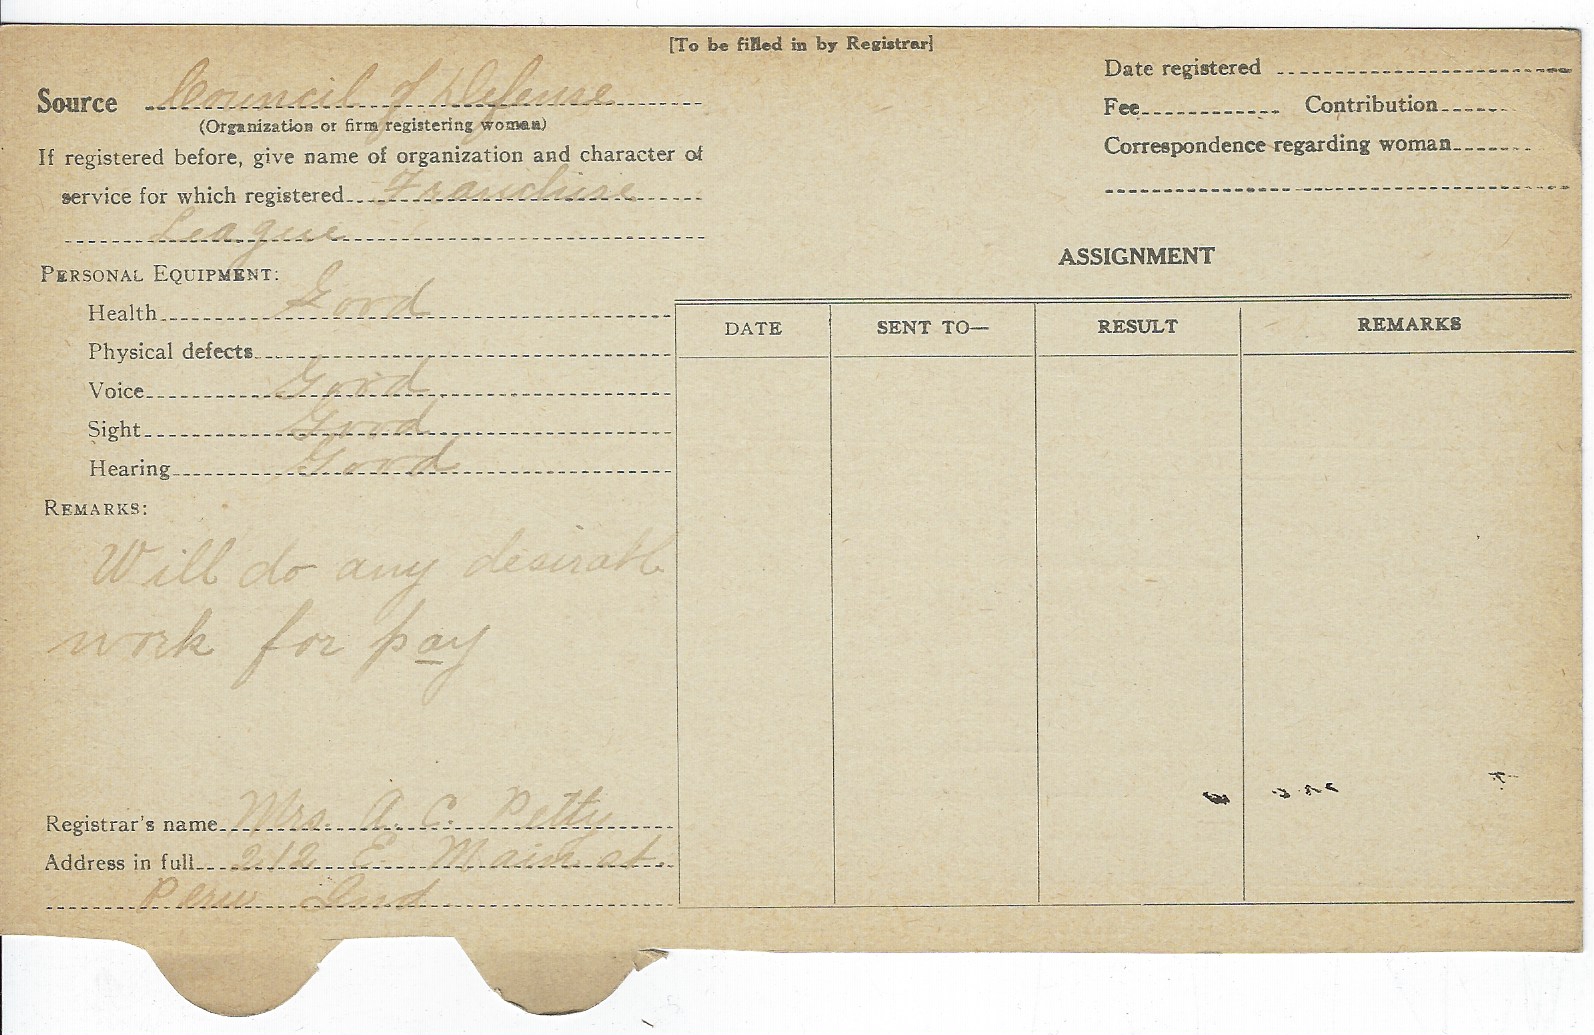 [To be filled in by Registrar]
Source Council of Defense
(Organization or firm registering woman)
If registered before, give name of organization and character of
service for which registered Franchise
League
PERSONAL EQUIPMENT:
Health Good
Physical defects
Voice Good
Sight Good
Hearing Good
REMARKS:
Will do any desirable
work for pay
Registrar's name Mrs. A. C. Petty
Address in full 212 E Main st.
Peru Ind
Date registered
Fee Contribution
Correspondence regarding woman
ASSIGNMENT
DATE SENT TO— RESULT REMARKS